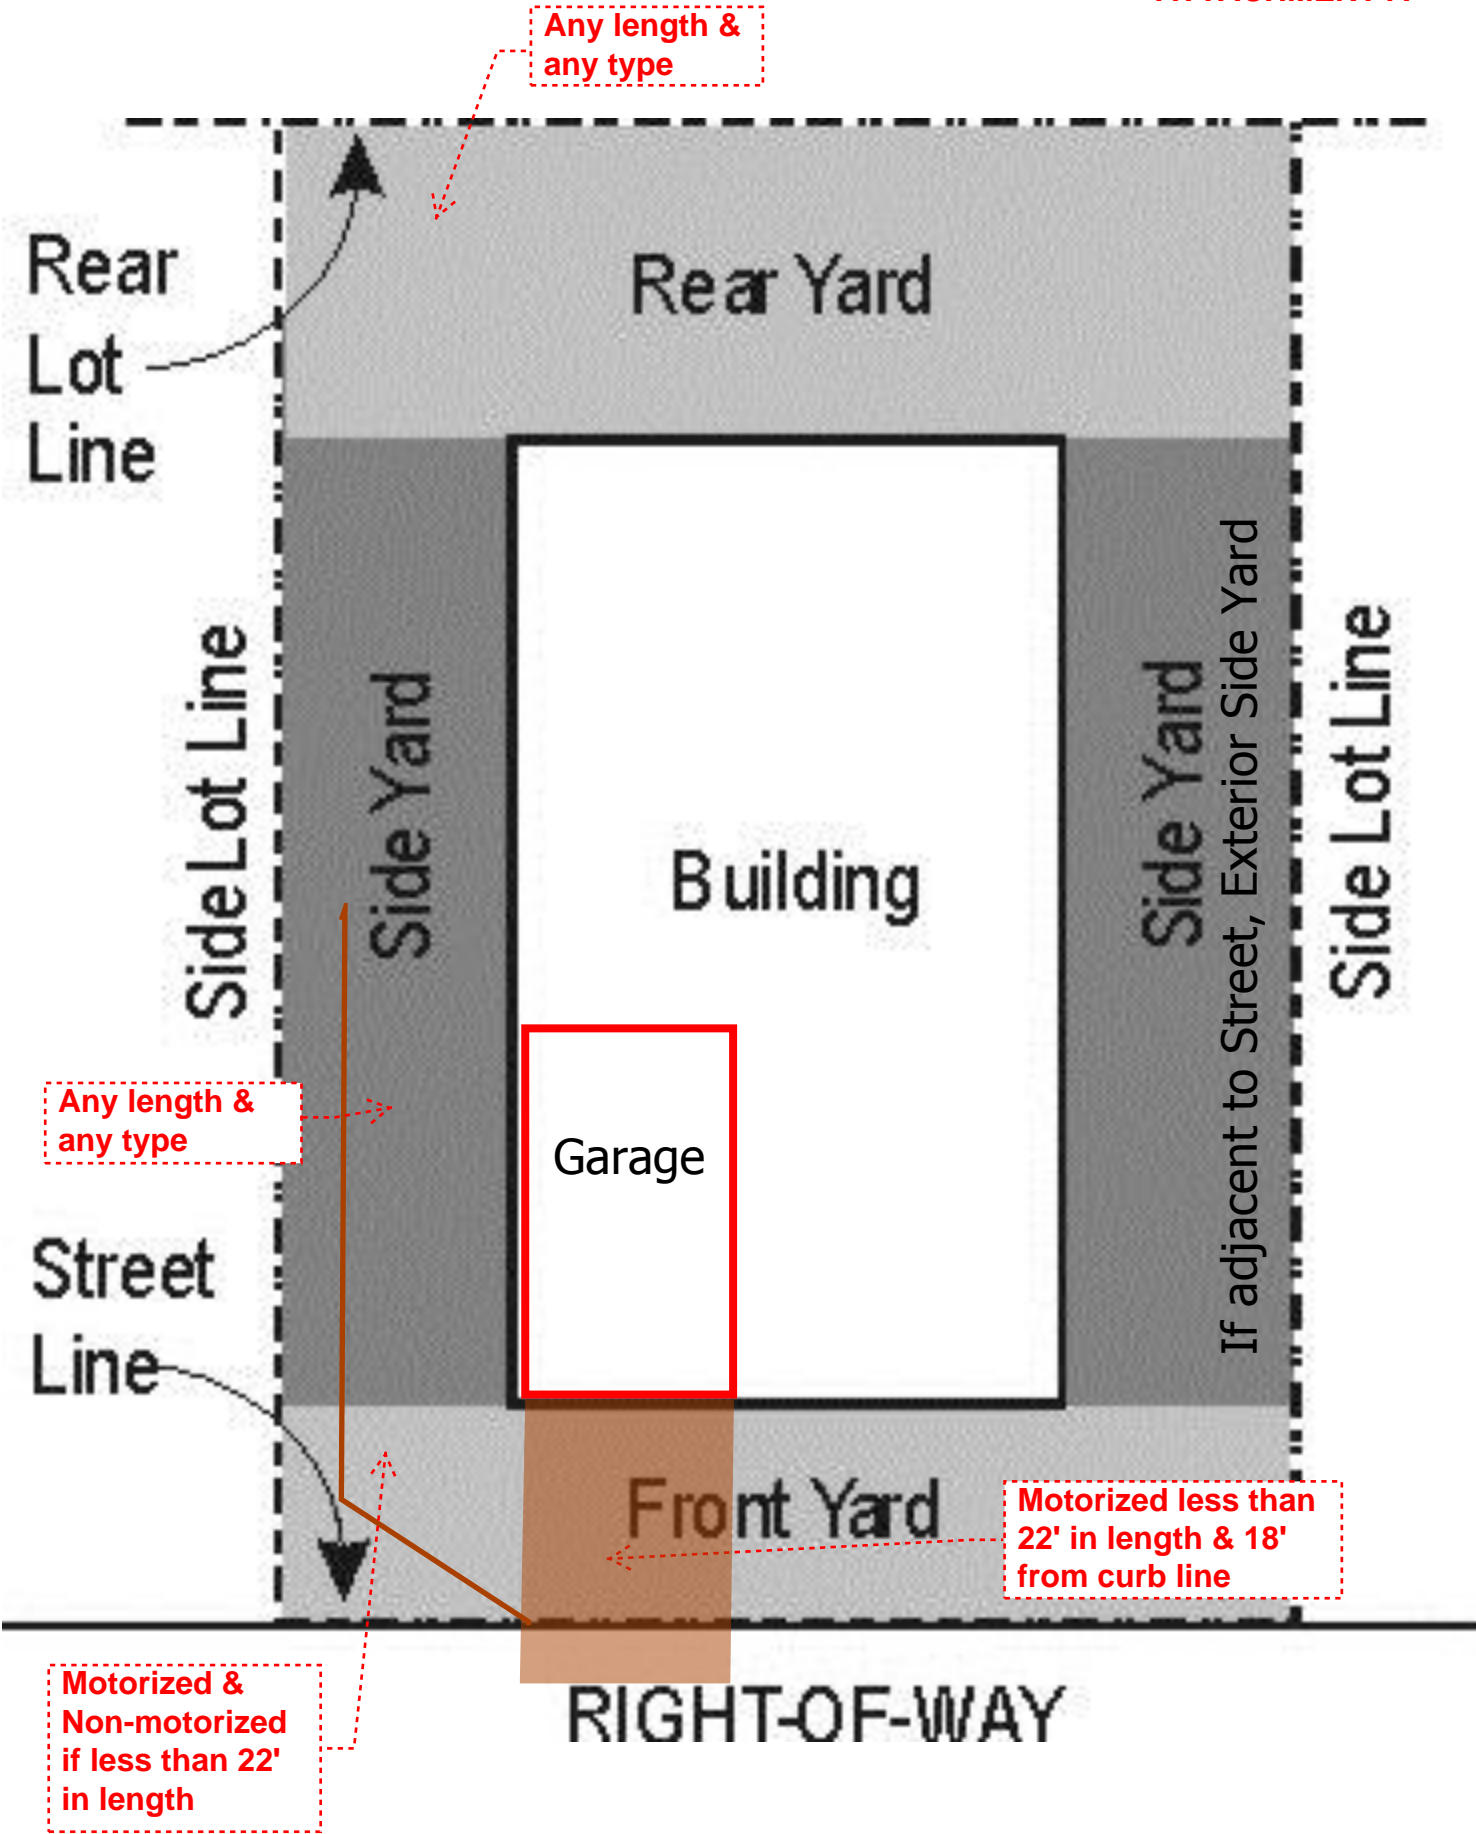 Any length &
any type
Rear
Lot
Line
Rear Yard
Side Lot Line
Side Yard
Building
Side Yard
If adjacent to Street, Exterior Side Yard
Side Lot Line
Any length &
any type
Garage
Street
Line
Front Yard
Motorized less than
22' in length & 18'
from curb line
Motorized &
Non-motorized
if less than 22'
in length
RIGHT-OF-WAY